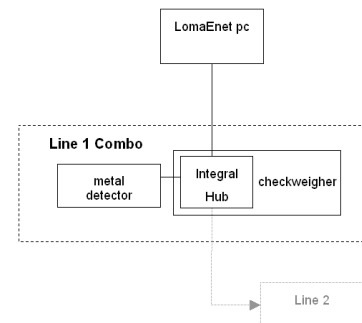 LomaEnet pc
Line 1 Combo
metal
detector
Integral
Hub
checkweigher
Line 2